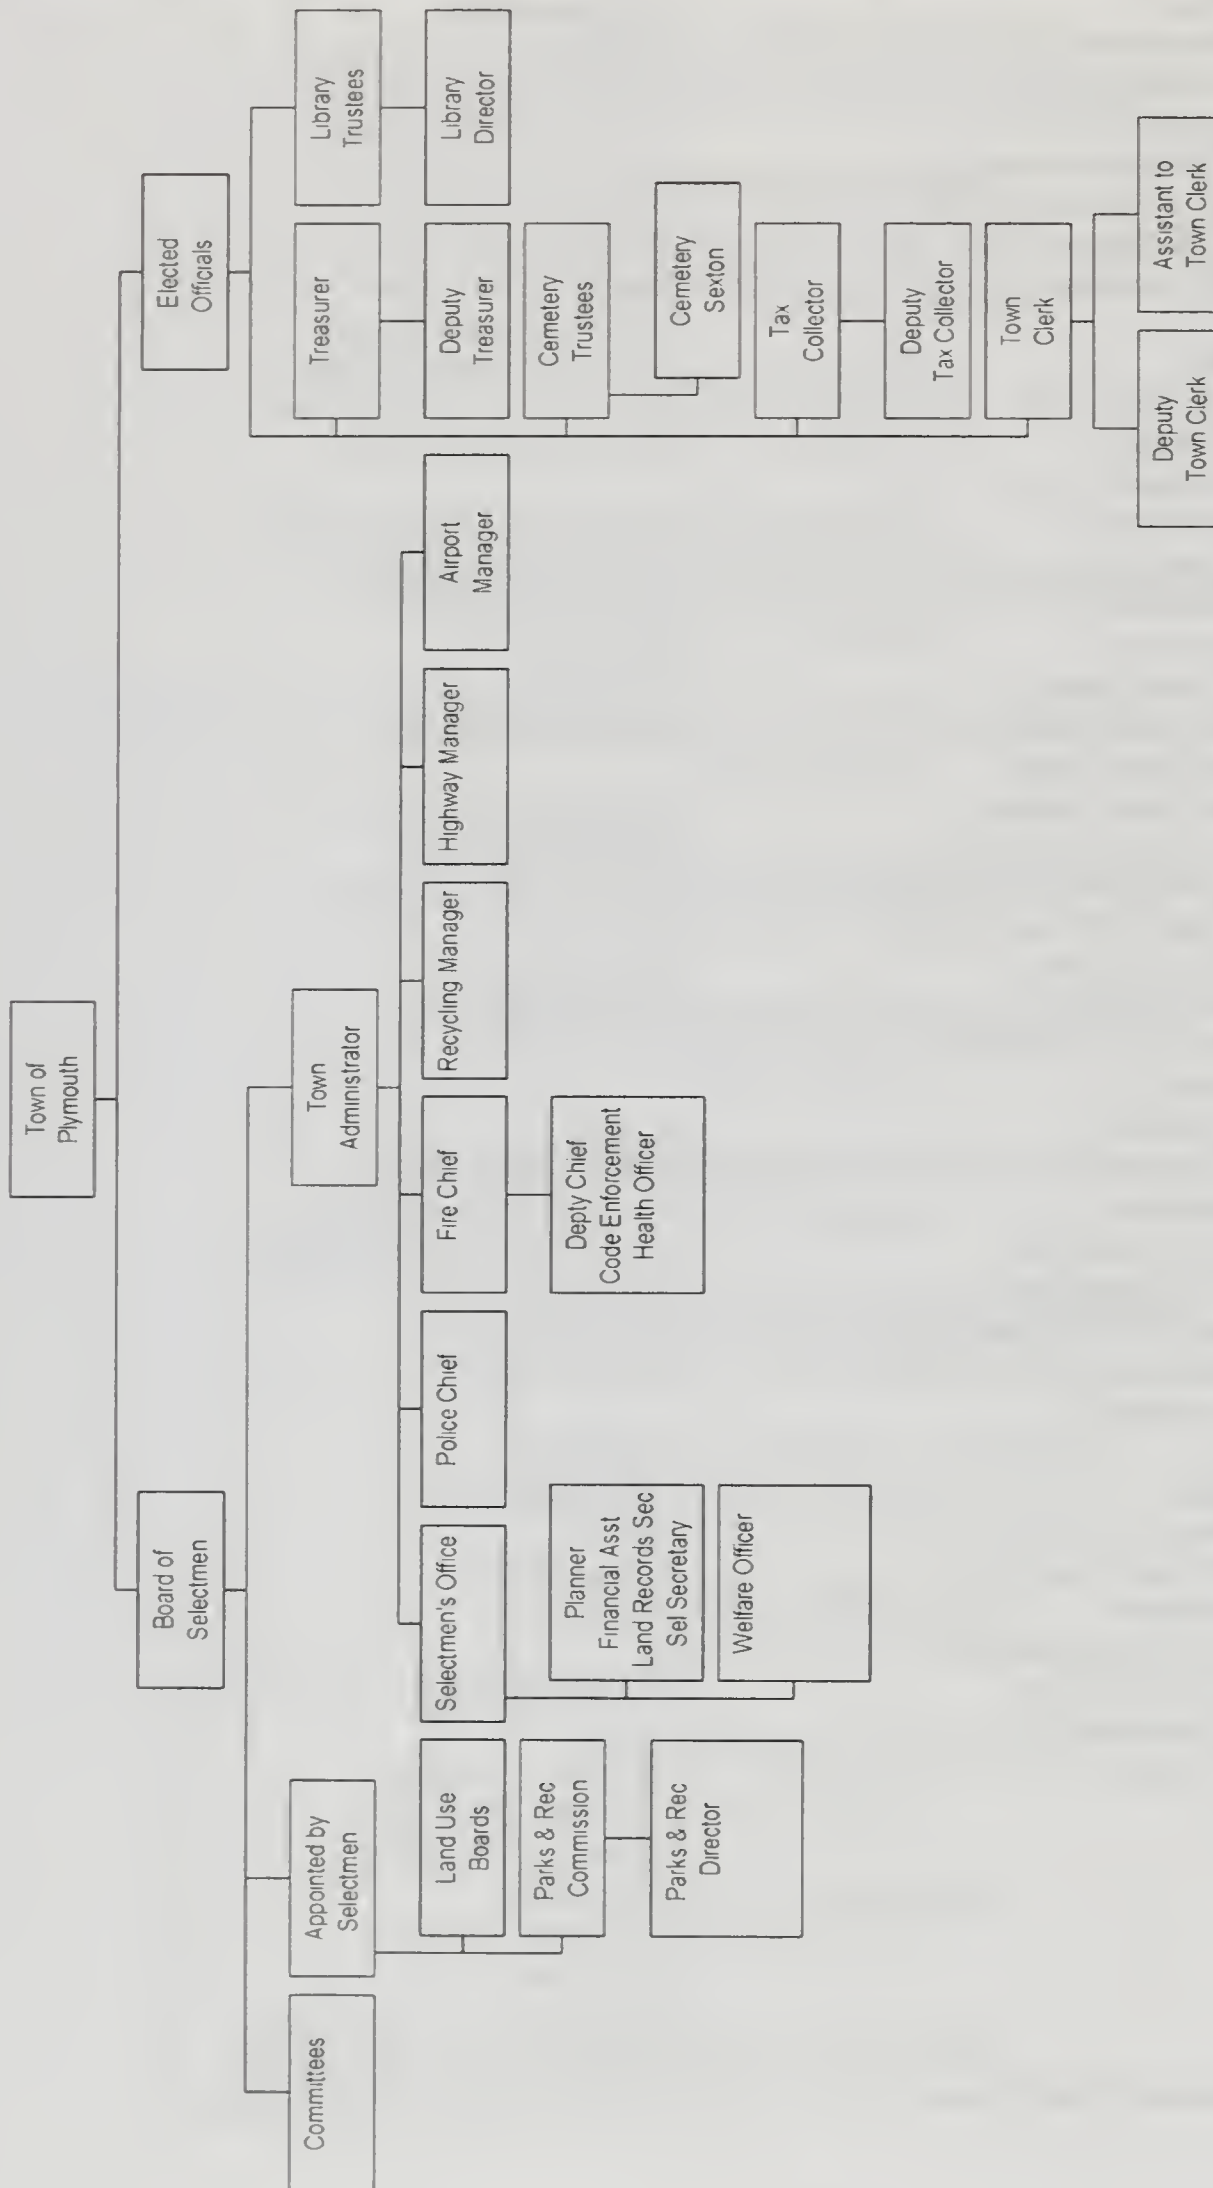 Town of
Plymouth
Board of
Selectmen
Elected
Officials
Committees
Appointed by
Selectmen
Town
Administrator
Treasurer
Library
Trustees
Land Use
Boards
Selectmen's Office
Police Chief
Fire Chief
Recycling Manager
Highway Manager
Airport
Manager
Deputy
Treasurer
Library
Director
Parks & Rec
Commission
Cemetery
Trustees
Planner
Financial Asst
Land Records Sec
Sel Secretary
Depty Chief
Code Enforcement
Health Officer
Parks & Rec
Director
Cemetery
Sexton
Welfare Officer
Tax
Collector
Deputy
Tax Collector
Town
Clerk
Deputy
Town Clerk
Assistant to
Town Clerk